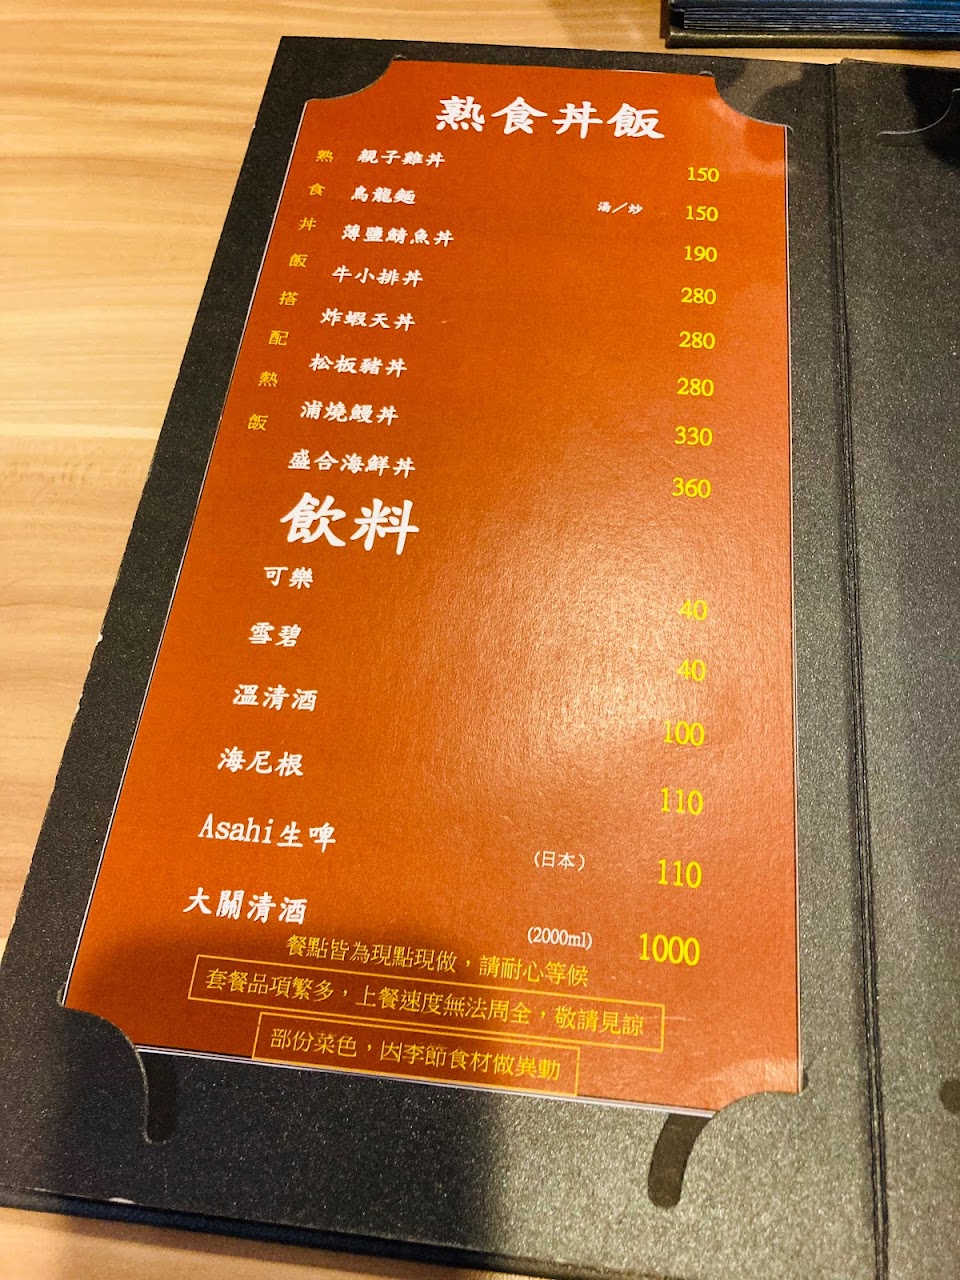 熟食丼飯
熟食丼飯搭配熱飯
親子雞丼 150
烏龍麵 湯／炒 150
薄鹽鯖魚丼 190
牛小排丼 280
炸蝦天丼 280
松板豬丼 280
浦燒鰻丼 330
盛合海鮮丼 360
飲料
可樂 40
雪碧 40
溫清酒 100
海尼根 110
Asahi生啤 (日本) 110
大關清酒 (2000ml) 1000
餐點皆為現點現做，請耐心等候
套餐品項繁多，上餐速度無法周全，敬請見諒
部份菜色，因季節食材做異動